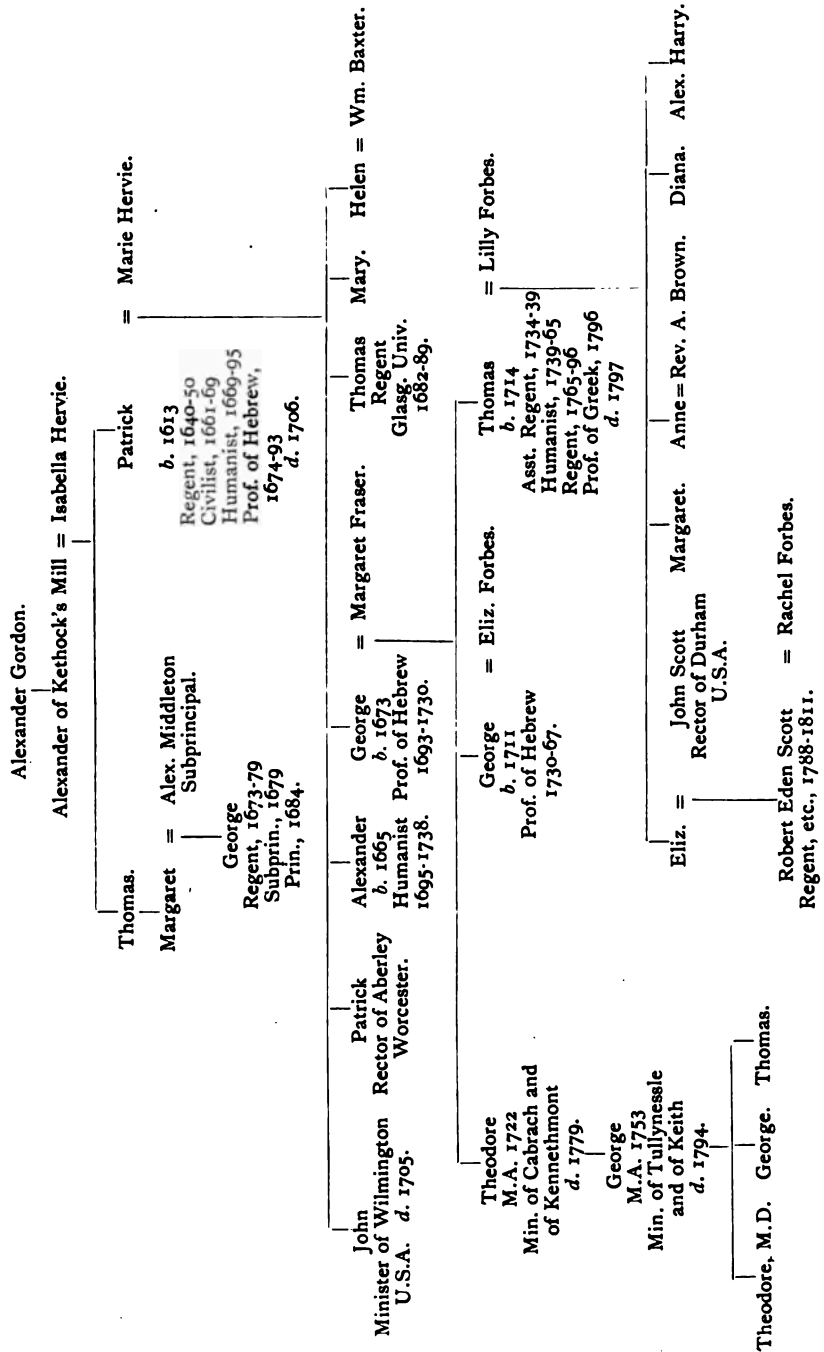 Alexander Gordon.
Alexander of Kethock's Mill = Isabella Hervie.
Thomas.
Margaret = Alex. Middleton
Subprincipal.
George
Regent, 1673-79
Subprin., 1679
Prin., 1684.
Patrick = Marie Hervie.
b. 1613
Regent, 1640-50
Civilist, 1661-69
Humanist, 1669-95
Prof. of Hebrew,
1674-93
d. 1706.
John
Minister of Wilmington
U.S.A. d. 1705.
Patrick
Rector of Aberley
Worcester.
Alexander
b. 1665
Humanist
1695-1738.
George = Margaret Fraser.
b. 1673
Prof. of Hebrew
1693-1730.
Thomas
Regent
Glasg. Univ.
1682-89.
Mary.
Helen = Wm. Baxter.
Theodore
M.A. 1722
Min. of Cabrach and
of Kennethmont
d. 1779.
George
M.A. 1753
Min. of Tullynessle
and of Keith
d. 1794.
Theodore, M.D. George. Thomas.
George = Eliz. Forbes.
b. 1711
Prof. of Hebrew
1730-67.
Thomas = Lilly Forbes.
b. 1714
Asst. Regent, 1734-39
Humanist, 1739-65
Regent, 1765-96
Prof. of Greek, 1796
d. 1797
Eliz. = John Scott
Rector of Durham
U.S.A.
Margaret. Anne = Rev. A. Brown. Diana. Alex. Harry.
Robert Eden Scott = Rachel Forbes.
Regent, etc., 1788-1811.